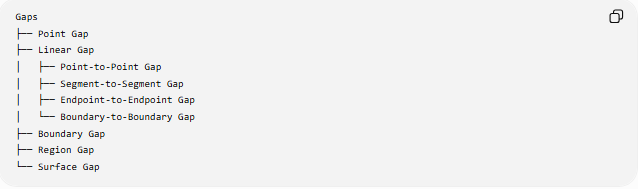 Gaps
├── Point Gap
├── Linear Gap
│   ├── Point-to-Point Gap
│   ├── Segment-to-Segment Gap
│   ├── Endpoint-to-Endpoint Gap
│   └── Boundary-to-Boundary Gap
├── Boundary Gap
├── Region Gap
└── Surface Gap